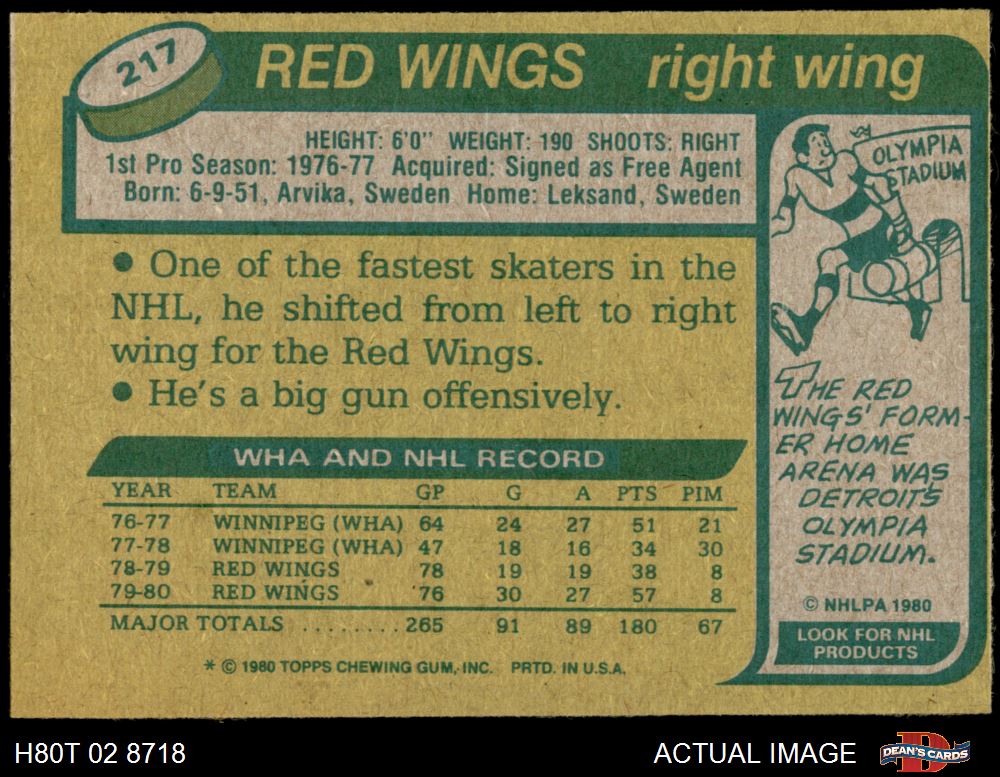 217
RED WINGS right wing
HEIGHT: 6'0" WEIGHT: 190 SHOOTS: RIGHT
1st Pro Season: 1976-77 Acquired: Signed as Free Agent
Born: 6-9-51, Arvika, Sweden Home: Leksand, Sweden
● One of the fastest skaters in the
NHL, he shifted from left to right
wing for the Red Wings.
● He's a big gun offensively.
WHA AND NHL RECORD
YEAR TEAM GP G A PTS PIM
76-77 WINNIPEG (WHA) 64 24 27 51 21
77-78 WINNIPEG (WHA) 47 18 16 34 30
78-79 RED WINGS 78 19 19 38 8
79-80 RED WINGS 76 30 27 57 8
MAJOR TOTALS ........ 265 91 89 180 67
* © 1980 TOPPS CHEWING GUM, INC. PRTD. IN U.S.A.
OLYMPIA
STADIUM
THE RED
WINGS' FORM-
ER HOME
ARENA WAS
DETROIT'S
OLYMPIA
STADIUM.
© NHLPA 1980
LOOK FOR NHL
PRODUCTS
H80T 02 8718
ACTUAL IMAGE
DEAN'S CARDS